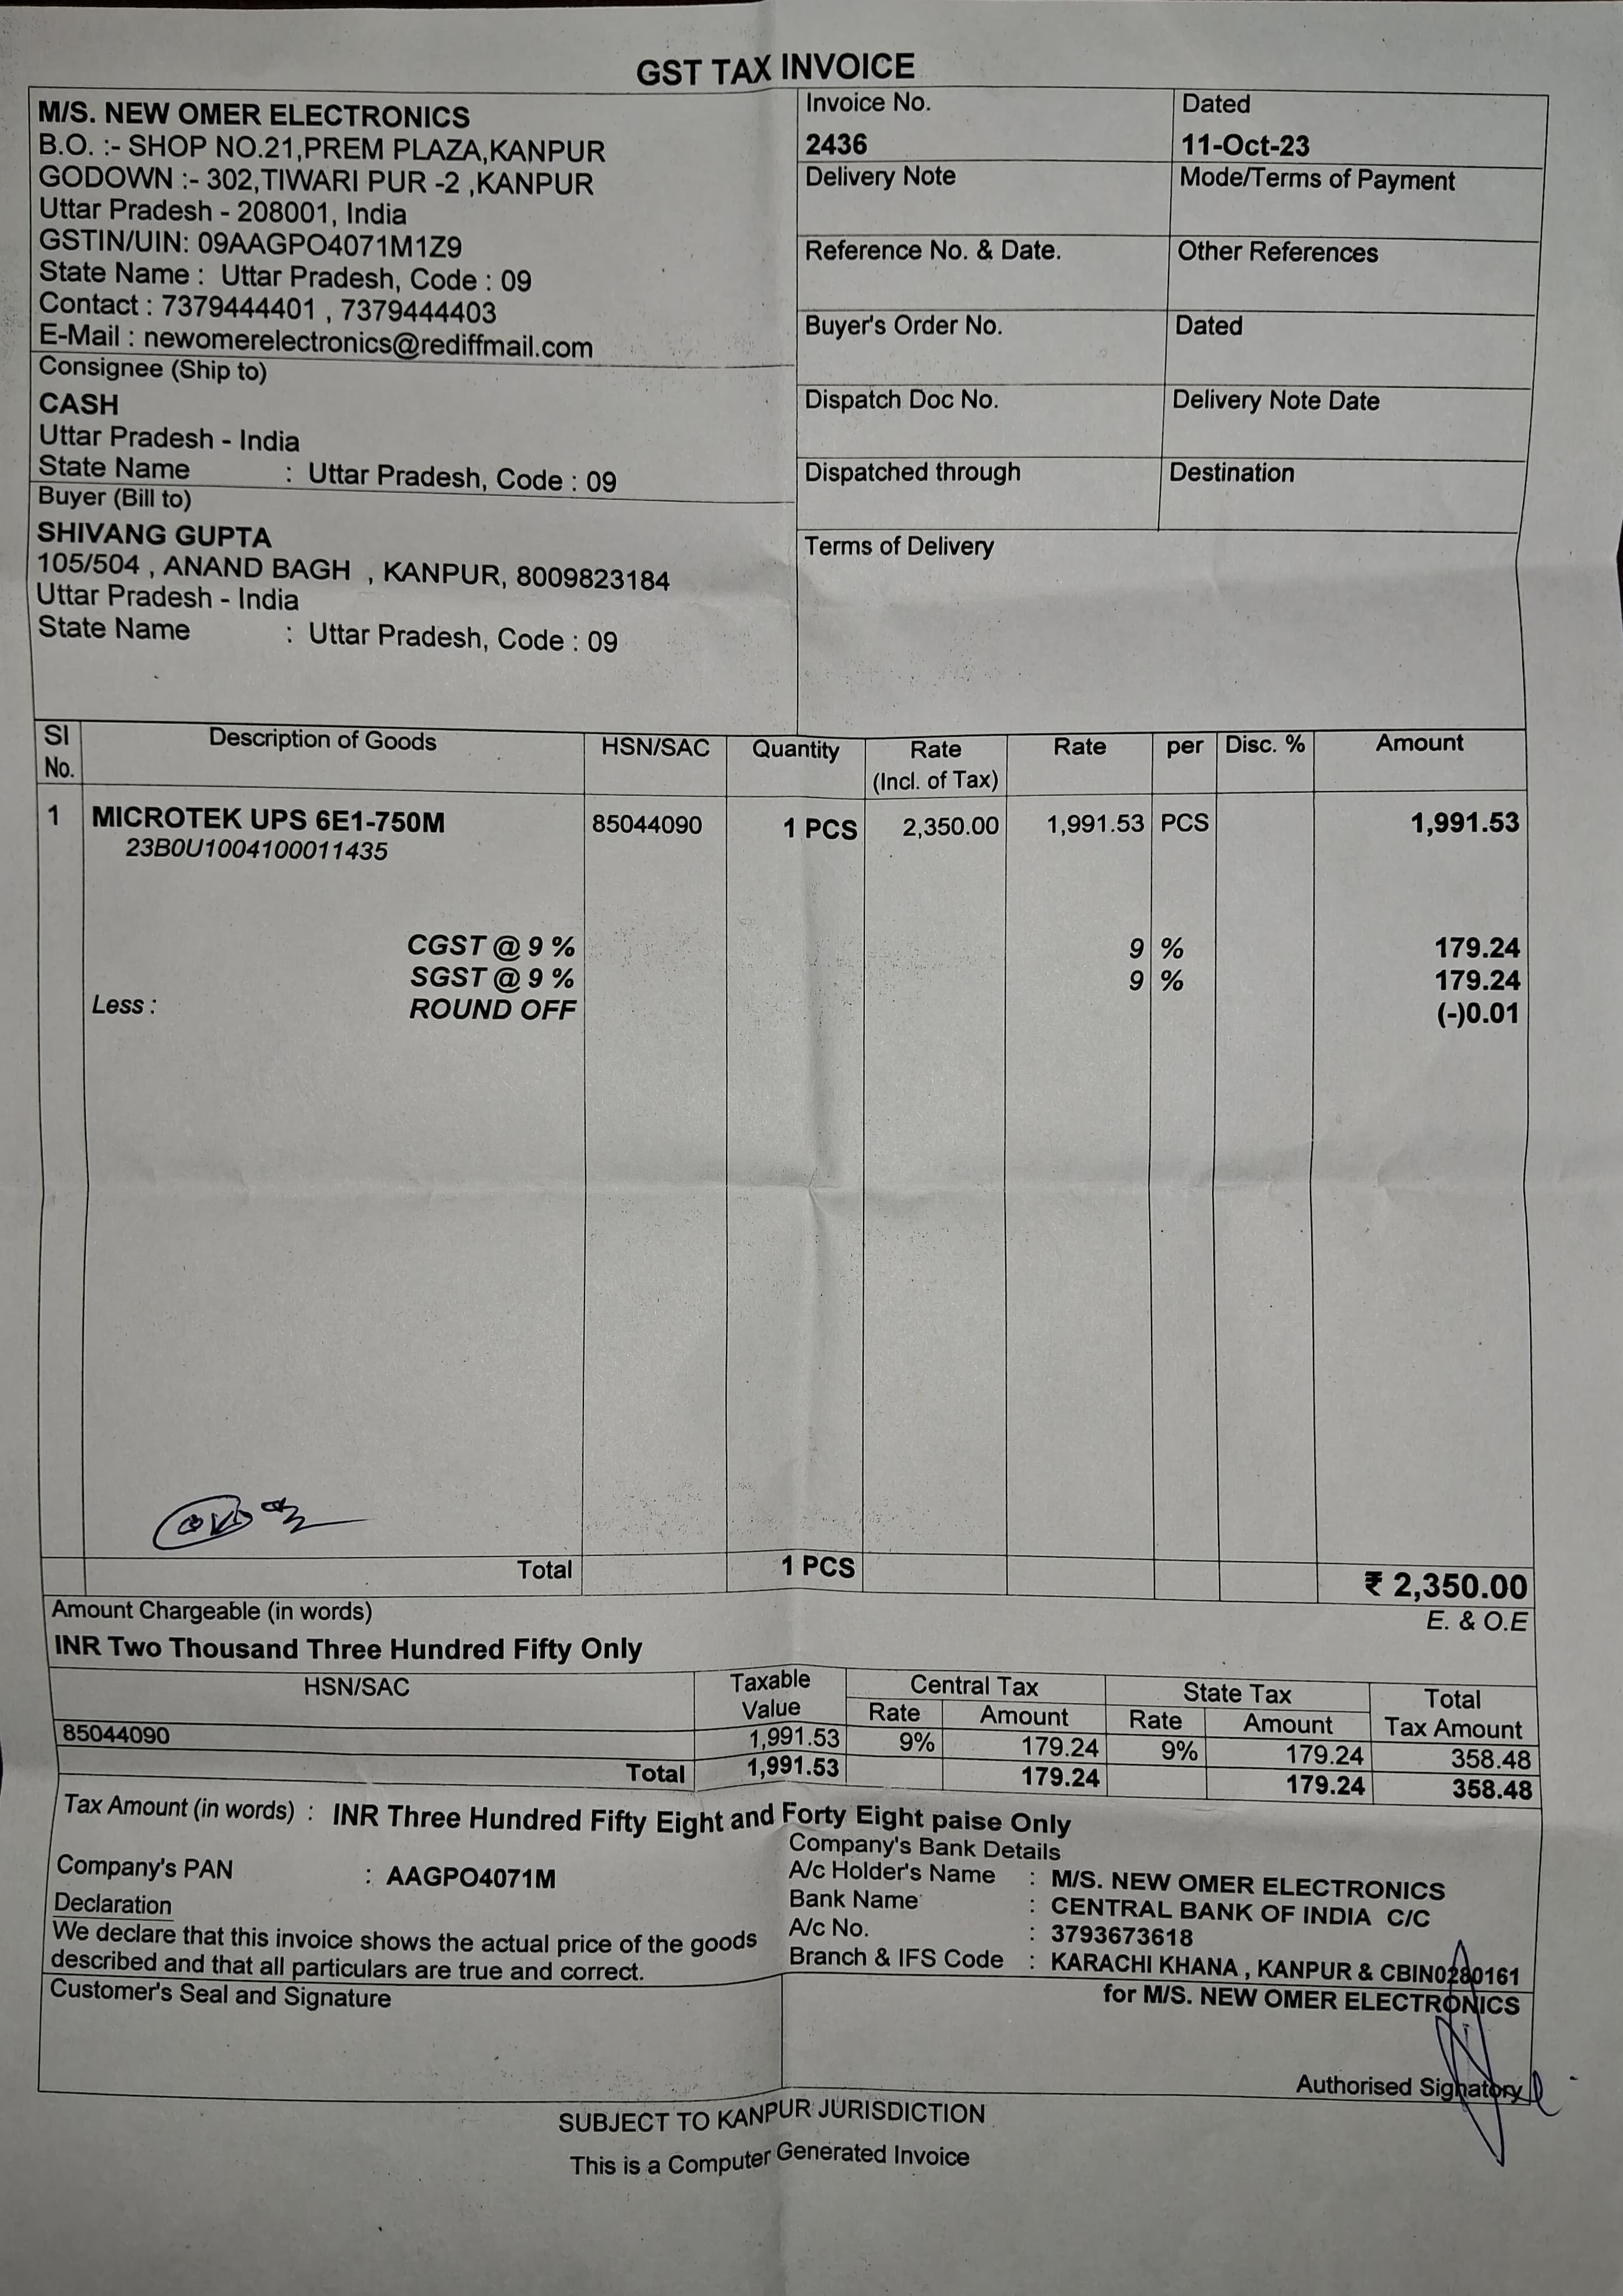 GST TAX INVOICE
M/S. NEW OMER ELECTRONICS
B.O. :- SHOP NO.21,PREM PLAZA,KANPUR
GODOWN :- 302,TIWARI PUR -2 ,KANPUR
Uttar Pradesh - 208001, India
GSTIN/UIN: 09AAGPO4071M1Z9
State Name : Uttar Pradesh, Code : 09
Contact : 7379444401 , 7379444403
E-Mail : newomerelectronics@rediffmail.com
Consignee (Ship to)
CASH
Uttar Pradesh - India
State Name : Uttar Pradesh, Code : 09
Buyer (Bill to)
SHIVANG GUPTA
105/504 , ANAND BAGH , KANPUR, 8009823184
Uttar Pradesh - India
State Name : Uttar Pradesh, Code : 09
Invoice No. Dated
2436 11-Oct-23
Delivery Note Mode/Terms of Payment
Reference No. & Date. Other References
Buyer's Order No. Dated
Dispatch Doc No. Delivery Note Date
Dispatched through Destination
Terms of Delivery
SI No. Description of Goods HSN/SAC Quantity Rate (Incl. of Tax) Rate per Disc. % Amount
1 MICROTEK UPS 6E1-750M 85044090 1 PCS 2,350.00 1,991.53 PCS 1,991.53
23B0U1004100011435
CGST @ 9 % 9 % 179.24
SGST @ 9 % 9 % 179.24
Less : ROUND OFF (-)0.01
Total 1 PCS ₹ 2,350.00
Amount Chargeable (in words) E. & O.E
INR Two Thousand Three Hundred Fifty Only
HSN/SAC Taxable Value Central Tax State Tax Total Tax Amount
Rate Amount Rate Amount
85044090 1,991.53 9% 179.24 9% 179.24 358.48
Total 1,991.53 179.24 179.24 358.48
Tax Amount (in words) : INR Three Hundred Fifty Eight and Forty Eight paise Only
Company's PAN : AAGPO4071M
Declaration
We declare that this invoice shows the actual price of the goods
described and that all particulars are true and correct.
Company's Bank Details
A/c Holder's Name : M/S. NEW OMER ELECTRONICS
Bank Name : CENTRAL BANK OF INDIA C/C
A/c No. : 3793673618
Branch & IFS Code : KARACHI KHANA , KANPUR & CBIN0280161
Customer's Seal and Signature
for M/S. NEW OMER ELECTRONICS
Authorised Signatory
SUBJECT TO KANPUR JURISDICTION
This is a Computer Generated Invoice